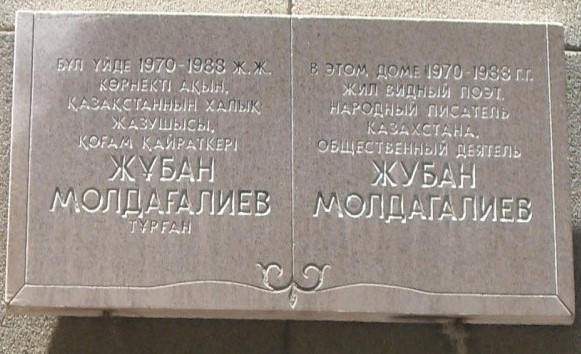 БҰЛ ҮЙДЕ 1970-1988 Ж.Ж.
КӨРНЕКТІ АҚЫН,
ҚАЗАҚСТАННЫҢ ХАЛЫҚ
ЖАЗУШЫСЫ,
ҚОҒАМ ҚАЙРАТКЕРІ
ЖҰБАН
МОЛДАҒАЛИЕВ
ТҰРҒАН
В ЭТОМ ДОМЕ 1970-1988 Г.Г.
ЖИЛ ВИДНЫЙ ПОЭТ,
НАРОДНЫЙ ПИСАТЕЛЬ
КАЗАХСТАНА,
ОБЩЕСТВЕННЫЙ ДЕЯТЕЛЬ
ЖУБАН
МОЛДАГАЛИЕВ